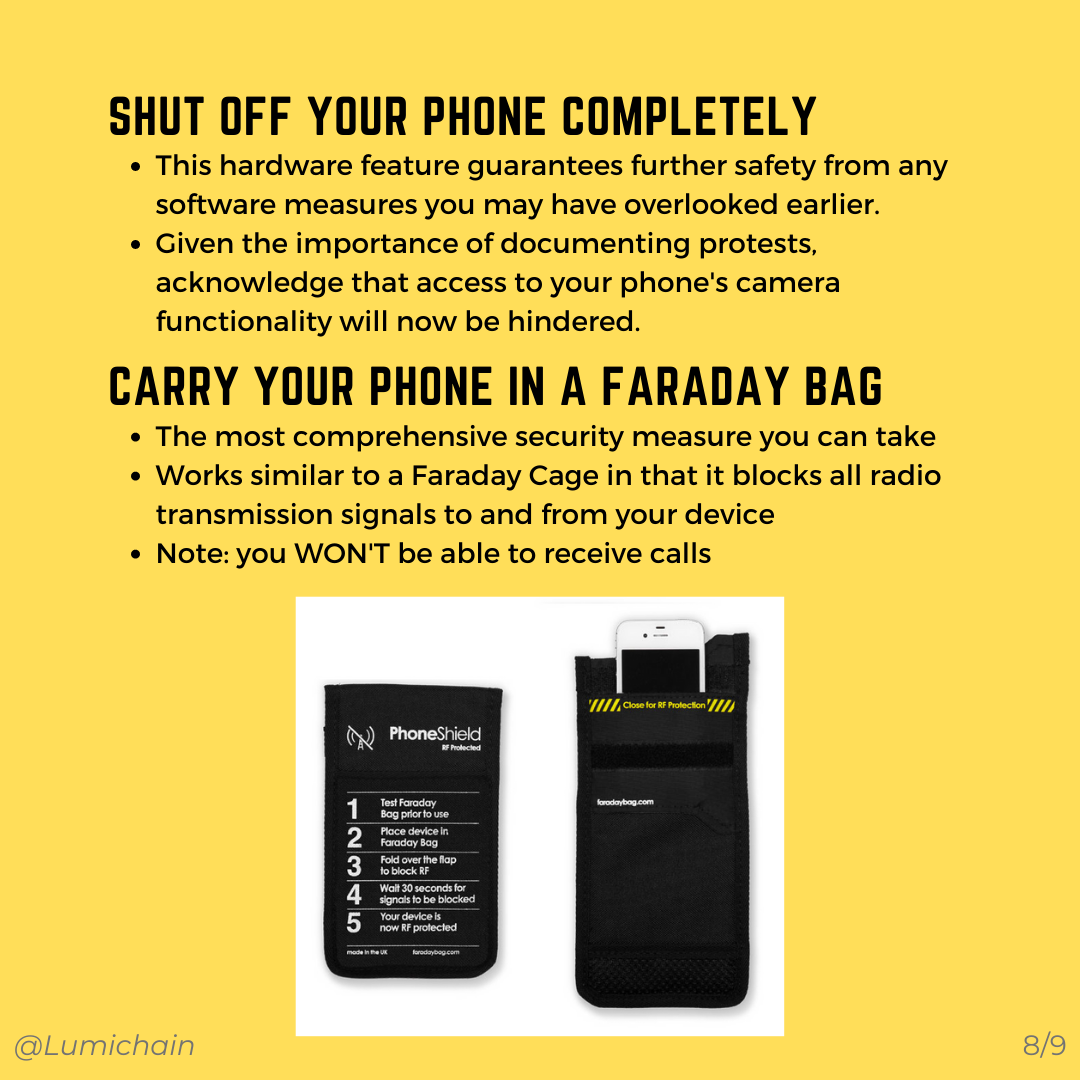 SHUT OFF YOUR PHONE COMPLETELY
• This hardware feature guarantees further safety from any
software measures you may have overlooked earlier.
• Given the importance of documenting protests,
acknowledge that access to your phone's camera
functionality will now be hindered.
CARRY YOUR PHONE IN A FARADAY BAG
• The most comprehensive security measure you can take
• Works similar to a Faraday Cage in that it blocks all radio
transmission signals to and from your device
• Note: you WON'T be able to receive calls
PhoneShield
RF Protected
1 Test Faraday
Bag prior to use
2 Place device in
Faraday Bag
3 Fold over the flap
to block RF
4 Wait 30 seconds for
signals to be blocked
5 Your device is
now RF protected
made in the UK faradaybag.com
Close for RF Protection
faradaybag.com
@Lumichain
8/9